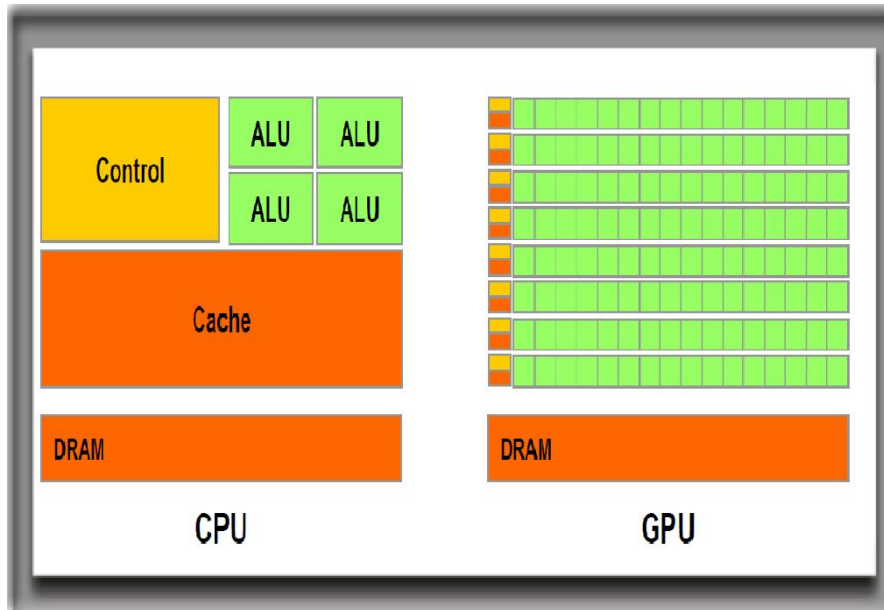 Control
ALU ALU
ALU ALU
Cache
DRAM
CPU
DRAM
GPU